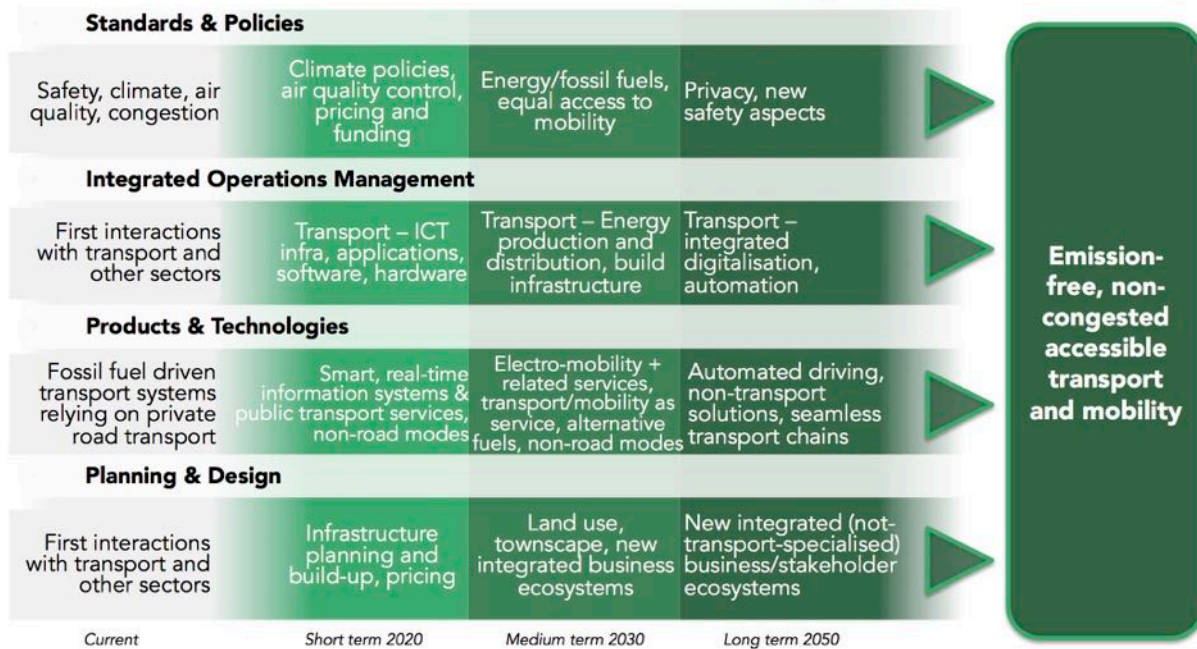 Standards & Policies
Safety, climate, air
quality, congestion
Climate policies,
air quality control,
pricing and
funding
Energy/fossil fuels,
equal access to
mobility
Privacy, new
safety aspects
Integrated Operations Management
First interactions
with transport and
other sectors
Transport – ICT
infra, applications,
software, hardware
Transport – Energy
production and
distribution, build
infrastructure
Transport –
integrated
digitalisation,
automation
Products & Technologies
Fossil fuel driven
transport systems
relying on private
road transport
Smart, real-time
information systems &
public transport services,
non-road modes
Electro-mobility +
related services,
transport/mobility as
service, alternative
fuels, non-road modes
Automated driving,
non-transport
solutions, seamless
transport chains
Planning & Design
First interactions
with transport and
other sectors
Infrastructure
planning and
build-up, pricing
Land use,
townscape, new
integrated business
ecosystems
New integrated (not-
transport-specialised)
business/stakeholder
ecosystems
Current
Short term 2020
Medium term 2030
Long term 2050
Emission-
free, non-
congested
accessible
transport
and mobility